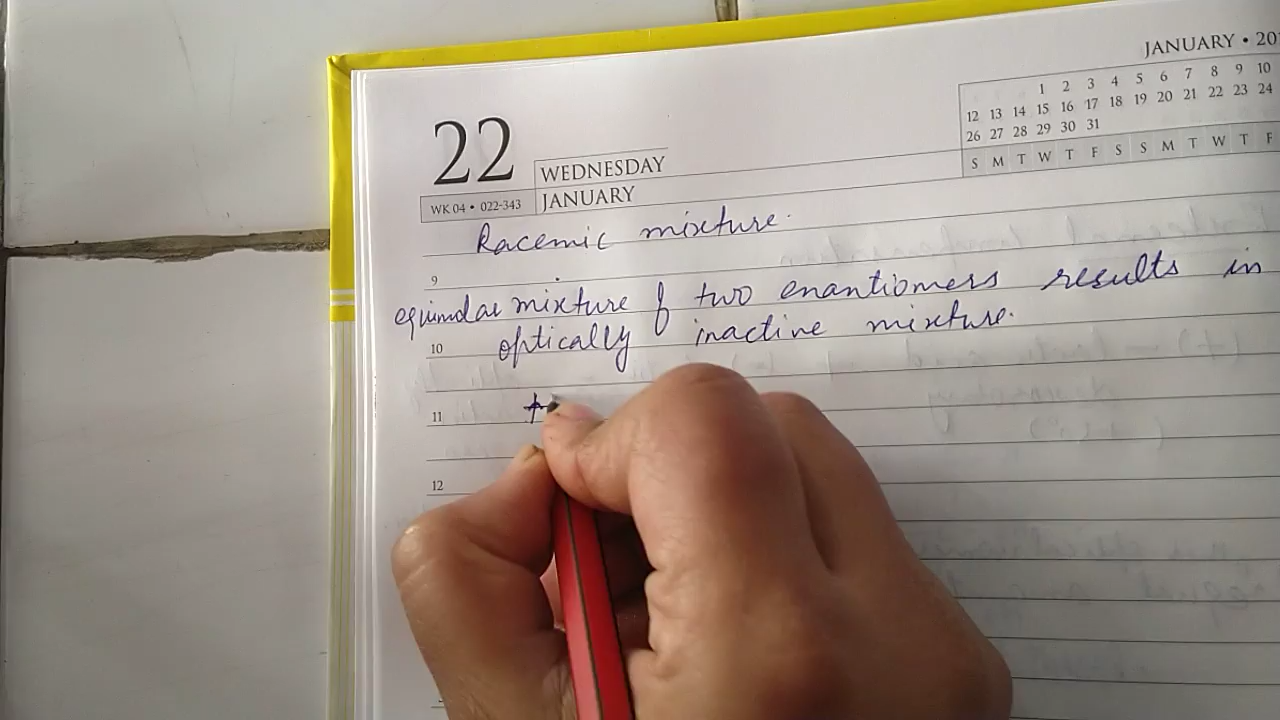 JANUARY • 20
1 2 3 4 5 6 7 8 9 10
12 13 14 15 16 17 18 19 20 21 22 23 24
26 27 28 29 30 31
S M T W T F S S M T W T F
22
WEDNESDAY
WK 04 • 022-343
JANUARY
Racemic mixture.
9
equimolar mixture of two enantiomers results in
10
optically inactive mixture.
11
12